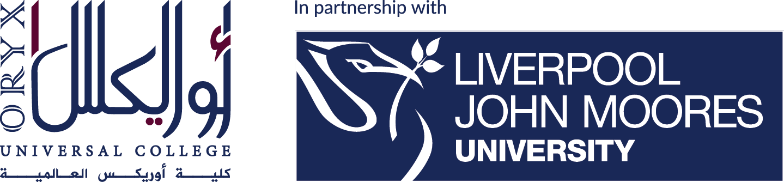 ORYX
أوريكس
UNIVERSAL COLLEGE
كلية أوريكس العالمية
In partnership with
LIVERPOOL
JOHN MOORES
UNIVERSITY